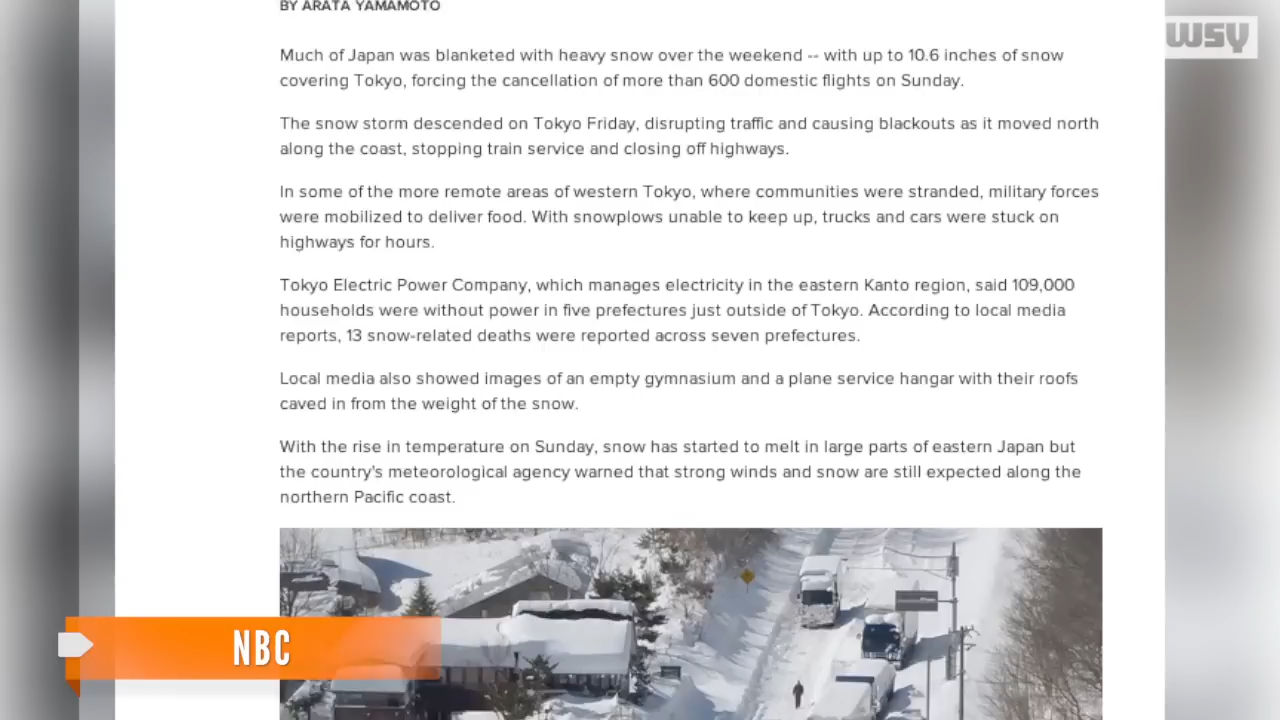 BY ARATA YAMAMOTO
wsy
Much of Japan was blanketed with heavy snow over the weekend -- with up to 10.6 inches of snow
covering Tokyo, forcing the cancellation of more than 600 domestic flights on Sunday.
The snow storm descended on Tokyo Friday, disrupting traffic and causing blackouts as it moved north
along the coast, stopping train service and closing off highways.
In some of the more remote areas of western Tokyo, where communities were stranded, military forces
were mobilized to deliver food. With snowplows unable to keep up, trucks and cars were stuck on
highways for hours.
Tokyo Electric Power Company, which manages electricity in the eastern Kanto region, said 109,000
households were without power in five prefectures just outside of Tokyo. According to local media
reports, 13 snow-related deaths were reported across seven prefectures.
Local media also showed images of an empty gymnasium and a plane service hangar with their roofs
caved in from the weight of the snow.
With the rise in temperature on Sunday, snow has started to melt in large parts of eastern Japan but
the country's meteorological agency warned that strong winds and snow are still expected along the
northern Pacific coast.
NBC